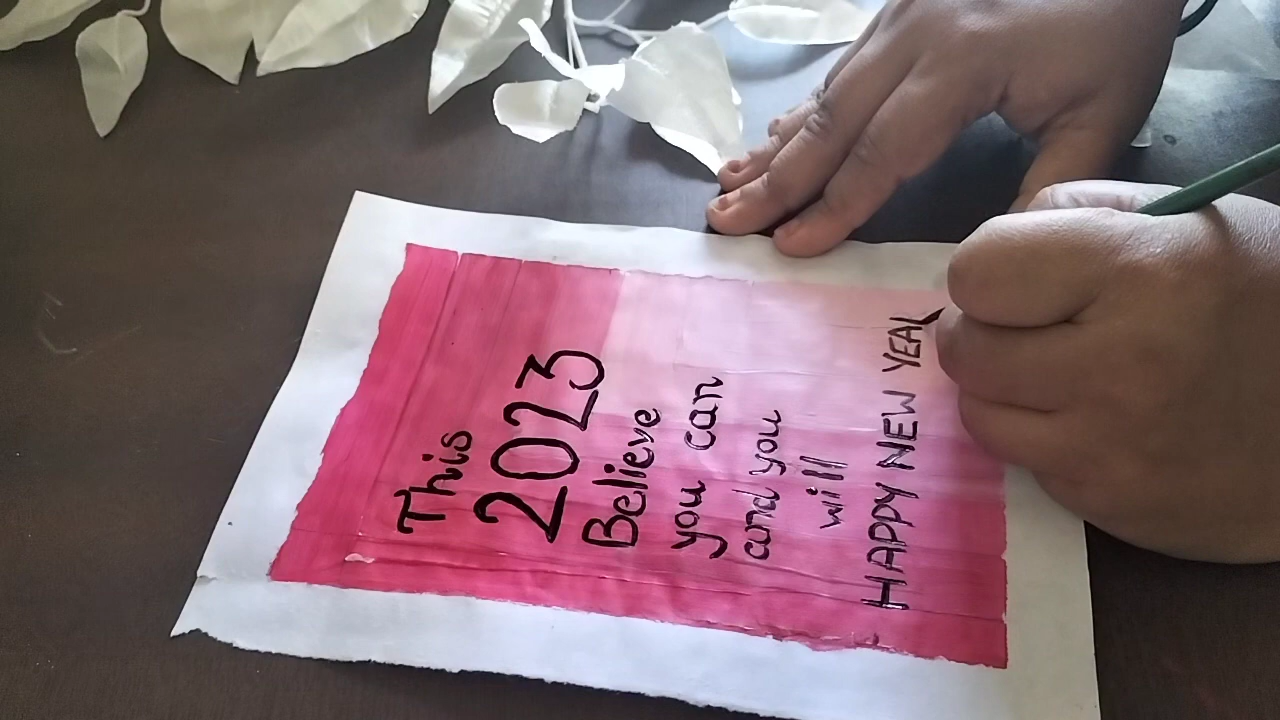 This
2023
Believe
you can
and you
will
HAPPY NEW YEA